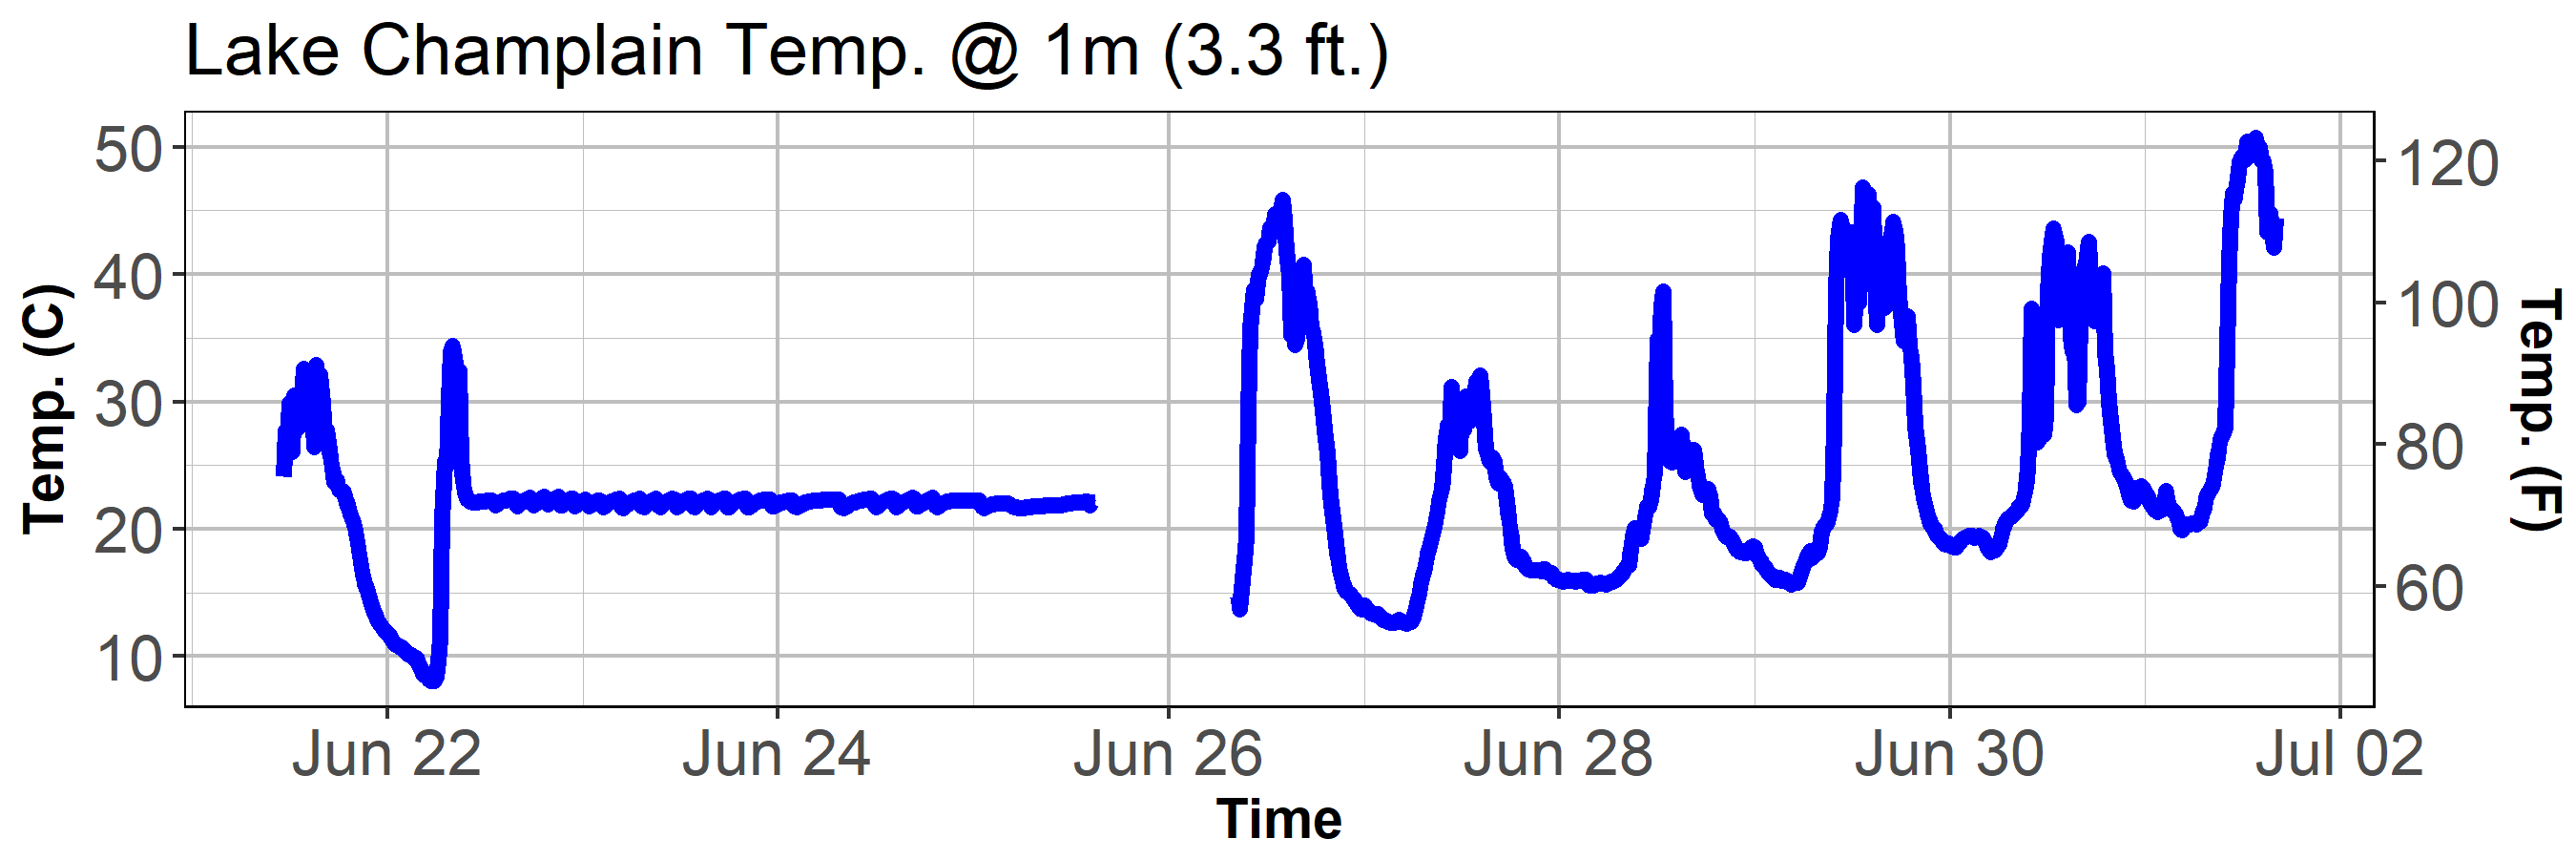 Lake Champlain Temp. @ 1m (3.3 ft.)
Temp. (C)
50
40
30
20
10
120
100
80
60
Temp. (F)
Jun 22 Jun 24 Jun 26 Jun 28 Jun 30 Jul 02
Time